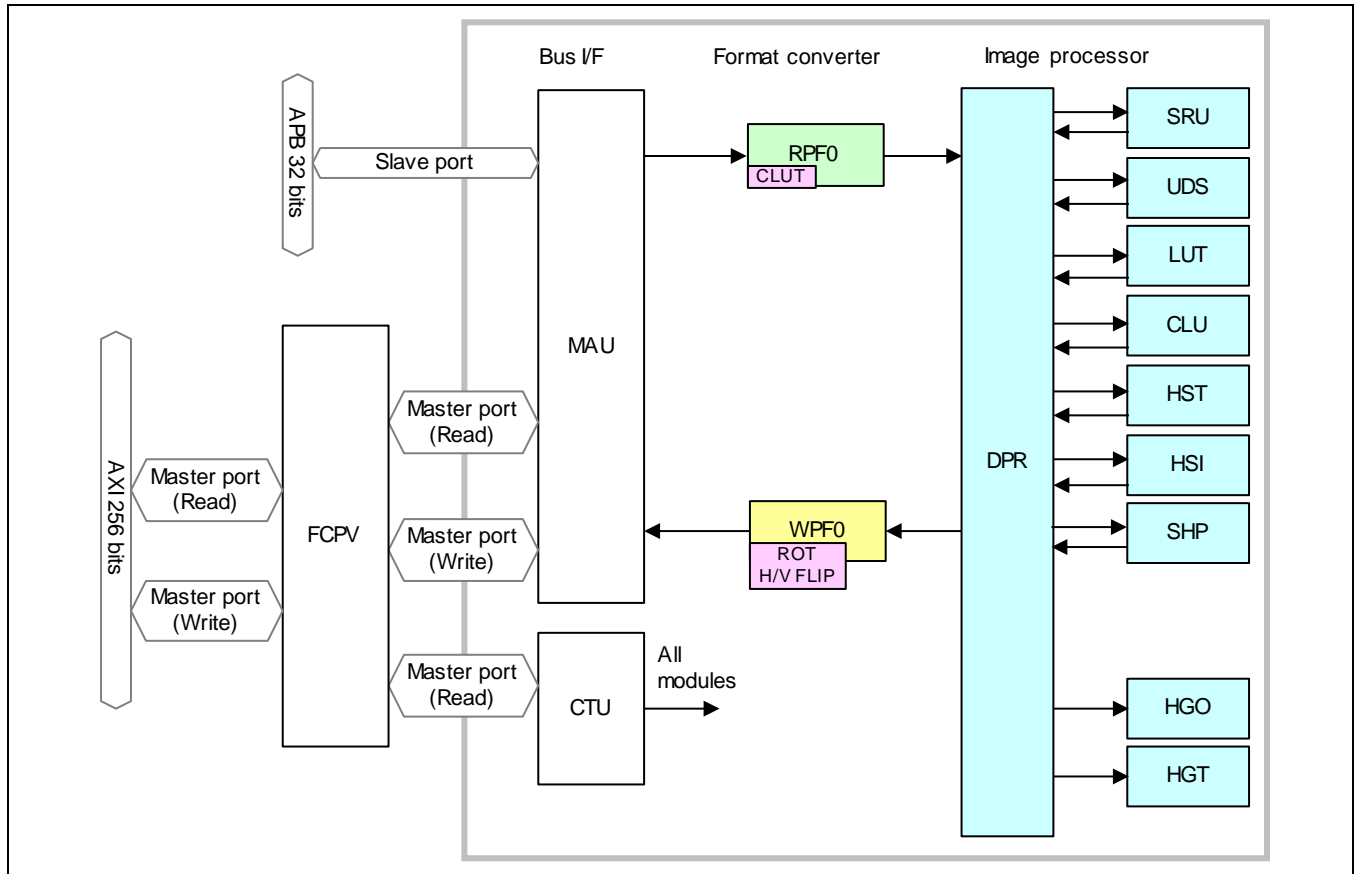 Bus I/F
Format converter
Image processor
APB 32 bits
Slave port
RPF0
CLUT
SRU
UDS
LUT
CLU
HST
HSI
SHP
MAU
DPR
FCPV
AXI 256 bits
Master port
(Read)
Master port
(Read)
Master port
(Write)
Master port
(Write)
WPF0
ROT
H/V FLIP
Master port
(Read)
CTU
All
modules
HGO
HGT